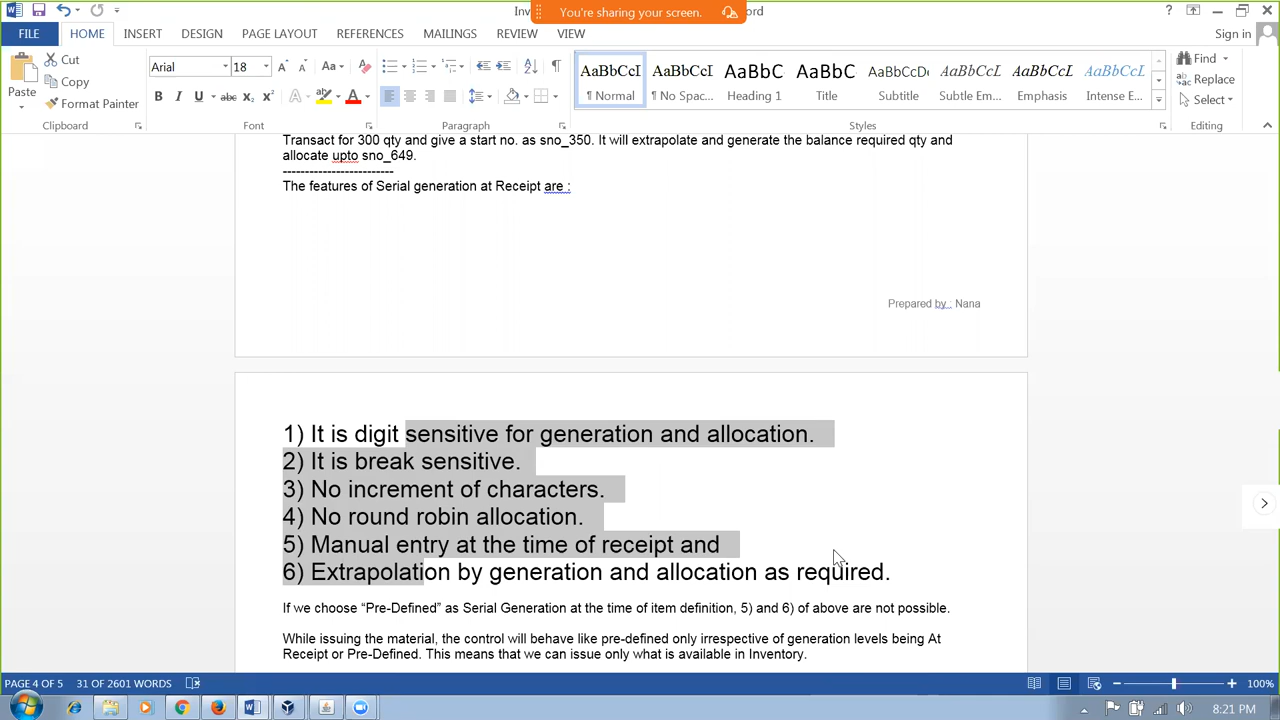 Inv
You're sharing your screen.
ord
?
FILE
HOME
INSERT
DESIGN
PAGE LAYOUT
REFERENCES
MAILINGS
REVIEW
VIEW
Sign in
Paste
Cut
Copy
Format Painter
Clipboard
Arial
18
Aa
B I U abc x2 x2
A
Font
Paragraph
AaBbCcI
¶ Normal
AaBbCcI
¶ No Spac...
AaBbC
Heading 1
AaBbC
Title
AaBbCcDc
Subtitle
AaBbCcL
Subtle Em...
AaBbCcL
Emphasis
AaBbCcL
Intense E...
Styles
Find
Replace
Select
Editing
Transact for 300 qty and give a start no. as sno_350. It will extrapolate and generate the balance required qty and
allocate upto sno_649.
-------------------------
The features of Serial generation at Receipt are :
Prepared by : Nana
1) It is digit sensitive for generation and allocation.
2) It is break sensitive.
3) No increment of characters.
4) No round robin allocation.
5) Manual entry at the time of receipt and
6) Extrapolation by generation and allocation as required.
If we choose “Pre-Defined” as Serial Generation at the time of item definition, 5) and 6) of above are not possible.
While issuing the material, the control will behave like pre-defined only irrespective of generation levels being At
Receipt or Pre-Defined. This means that we can issue only what is available in Inventory.
PAGE 4 OF 5
31 OF 2601 WORDS
100%
8:21 PM